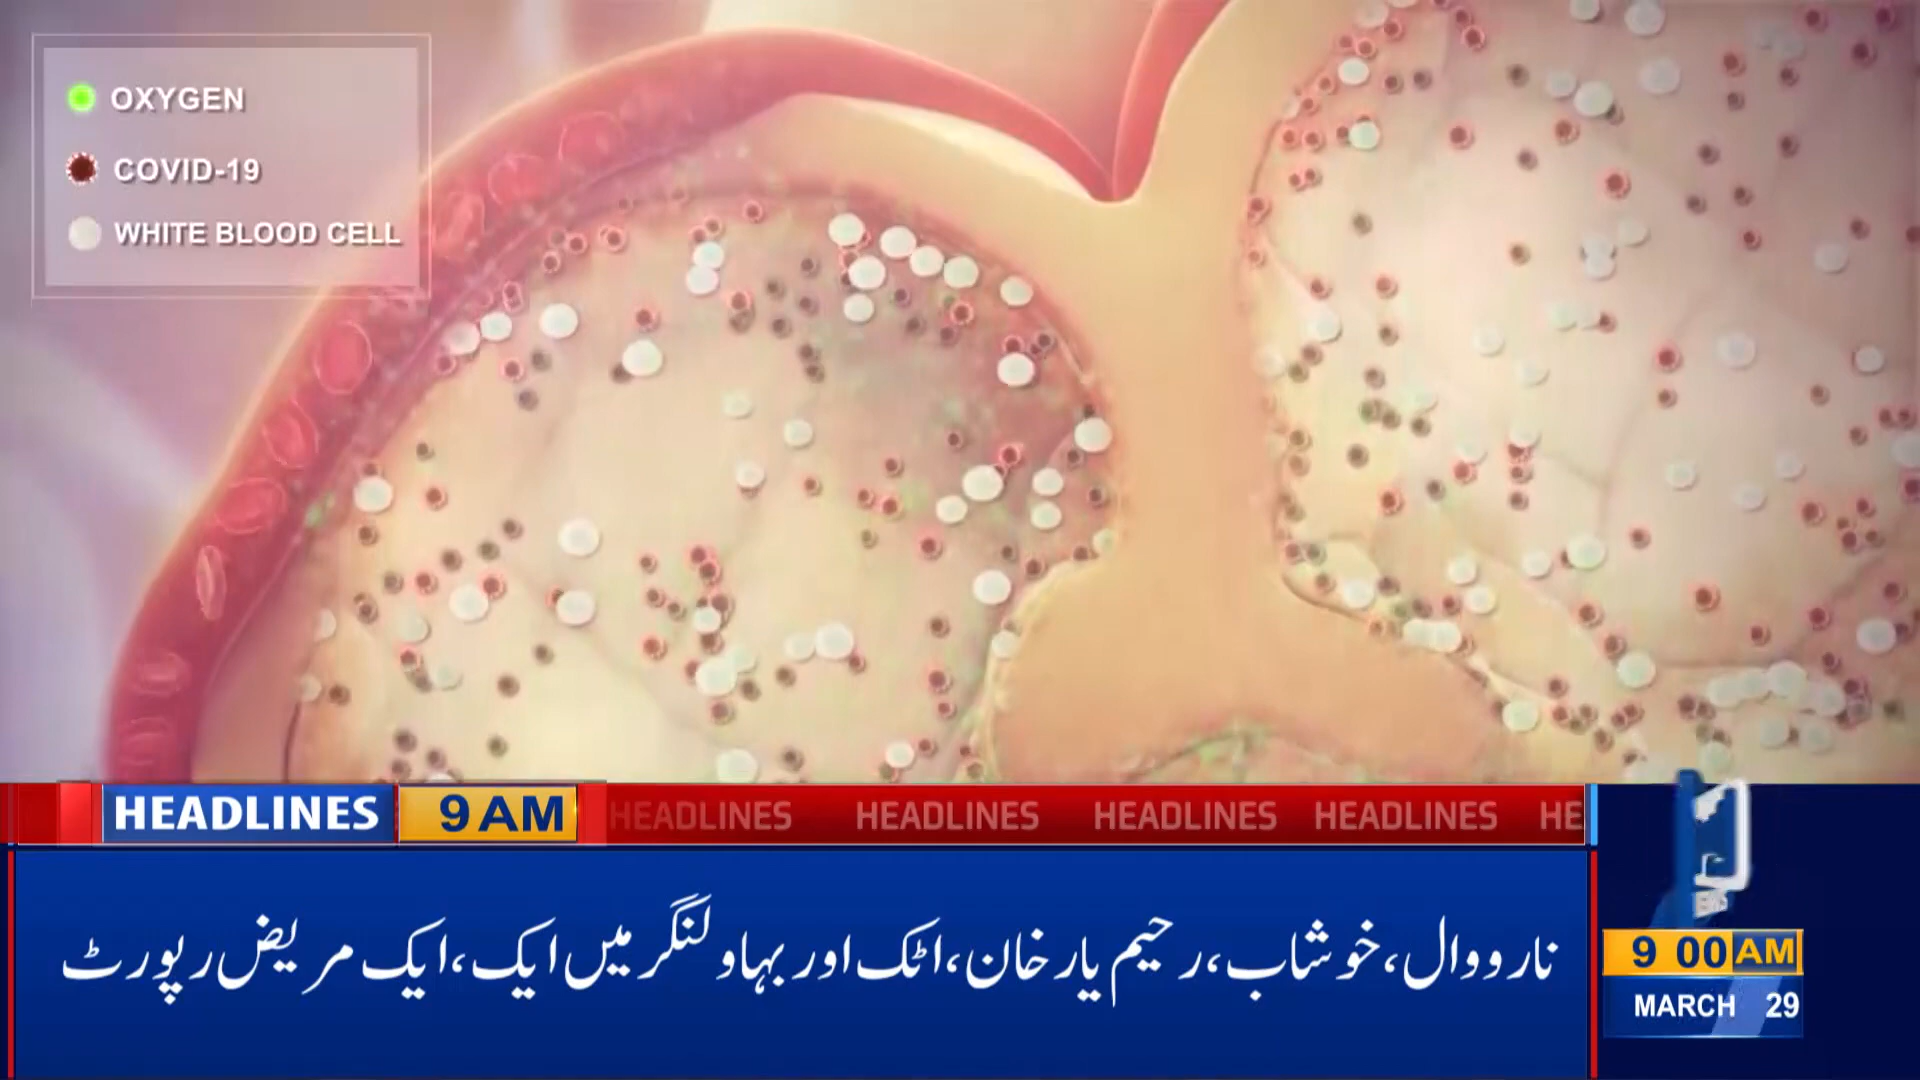 OXYGEN
COVID-19
WHITE BLOOD CELL
HEADLINES 9 AM HEADLINES HEADLINES HEADLINES HEADLINES HE
نارووال، خوشاب، رحیم یار خان، اٹک اور بہاولنگر میں ایک، ایک مریض رپورٹ
9 00 AM
MARCH 29